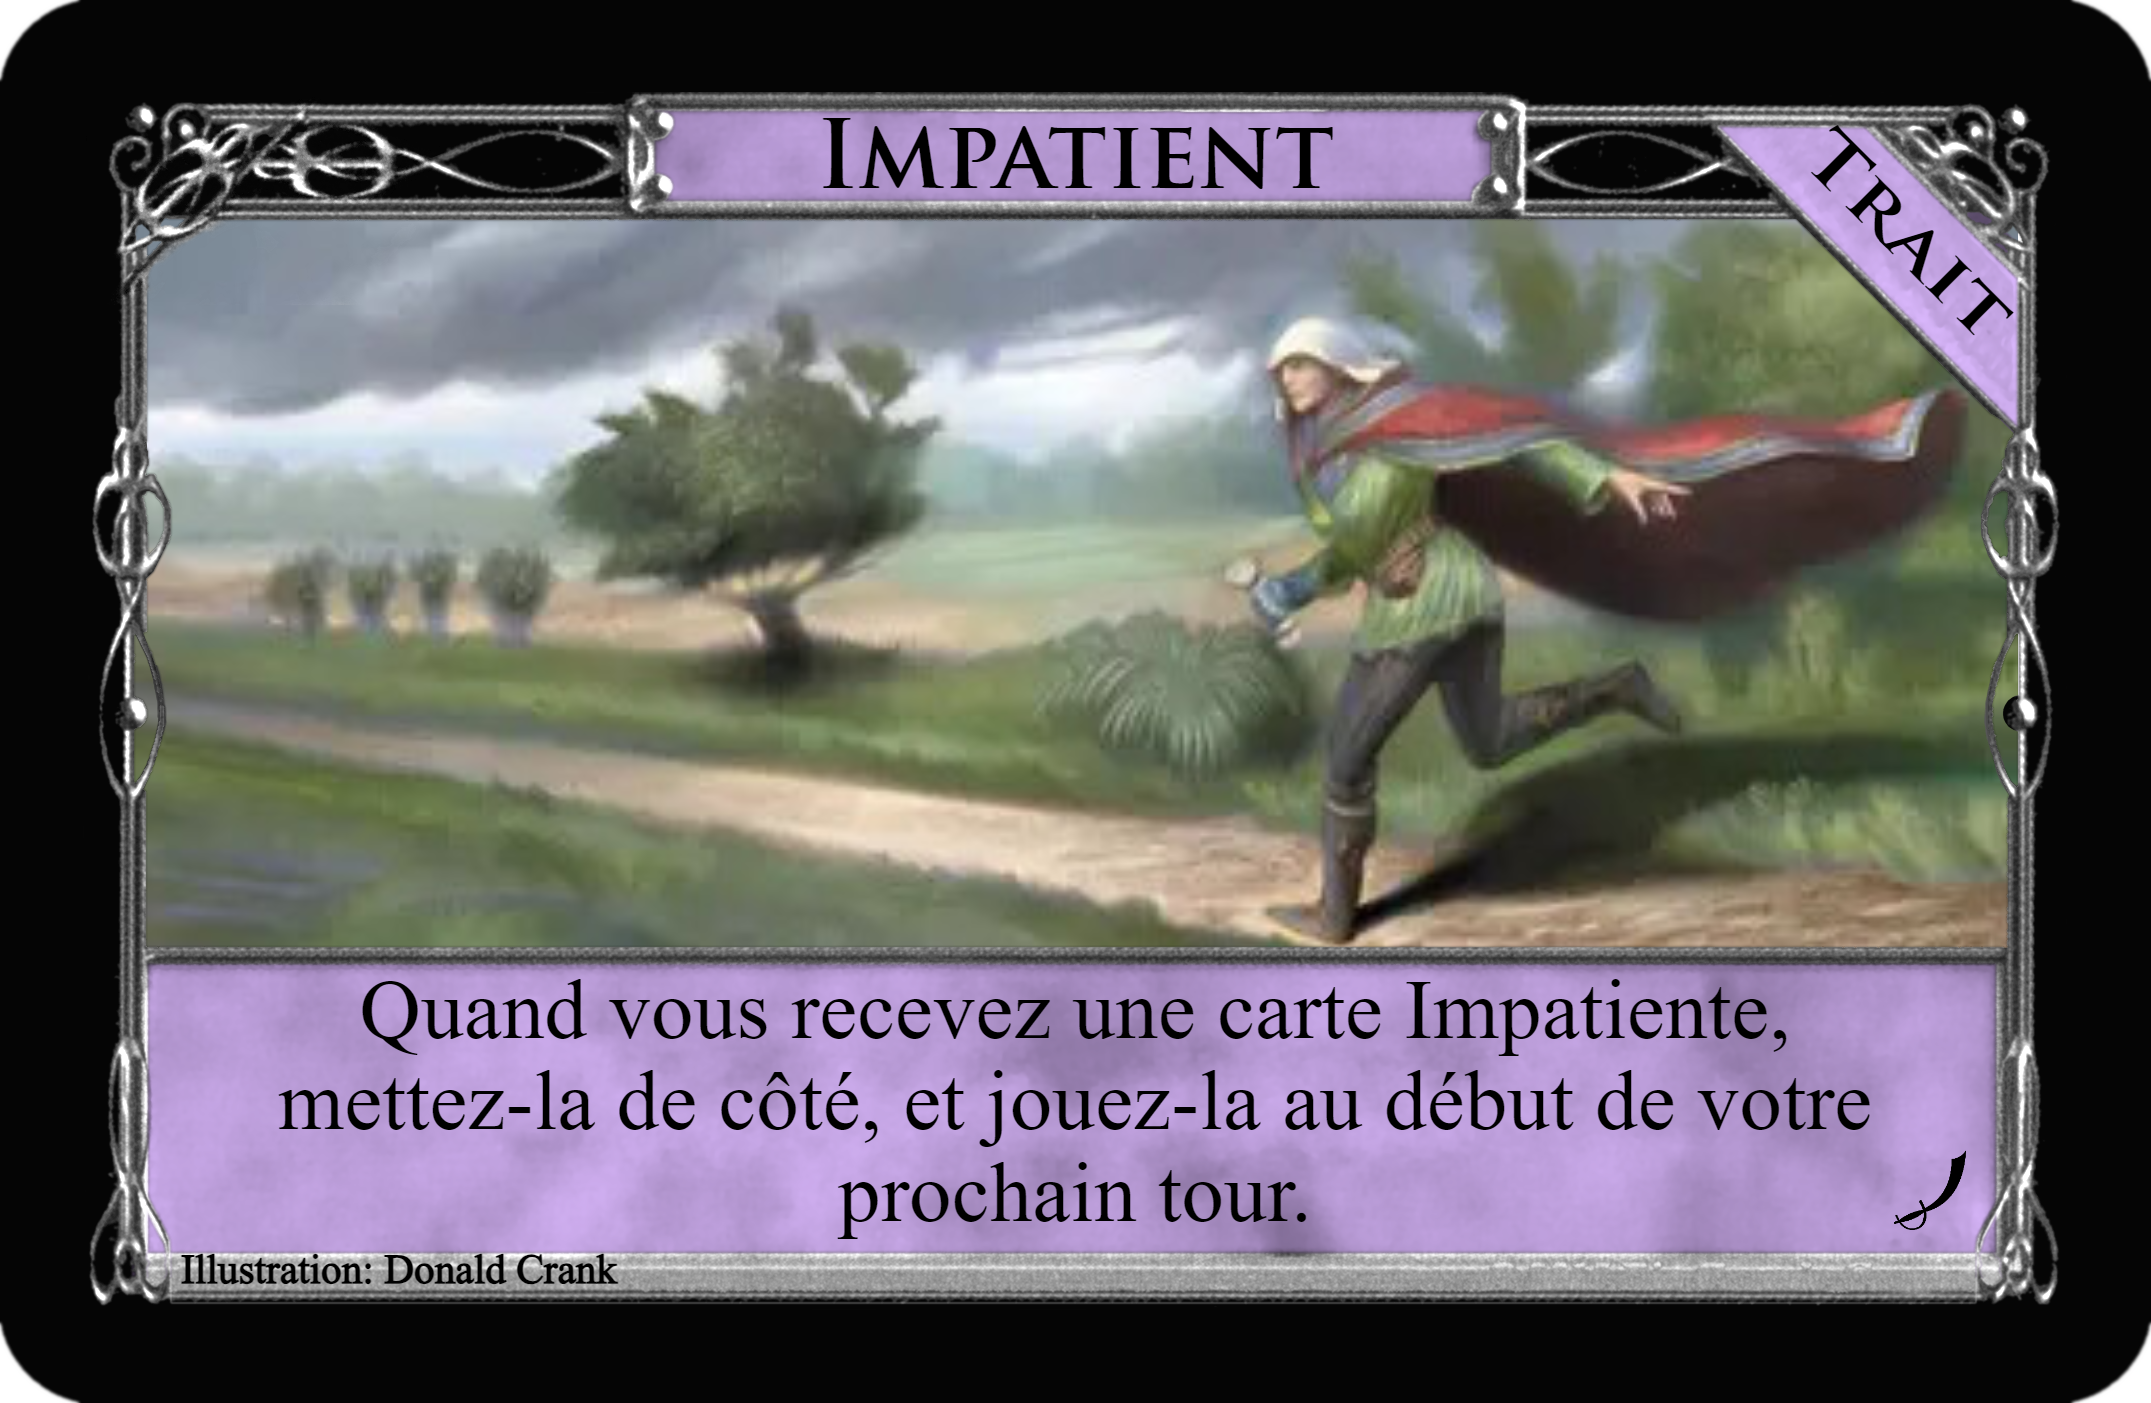 Impatient
Trait
Quand vous recevez une carte Impatiente,
mettez-la de côté, et jouez-la au début de votre
prochain tour.
Illustration: Donald Crank